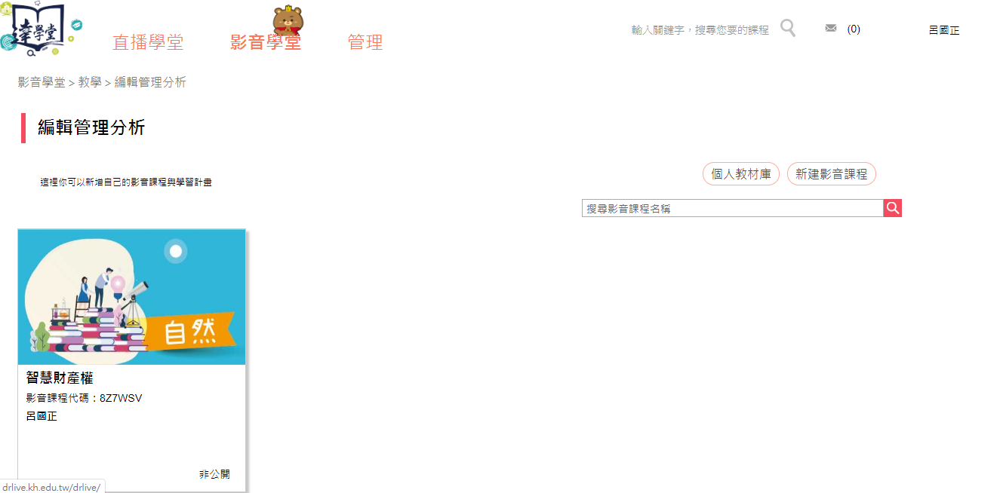 達學堂
直播學堂
影音學堂
管理
輸入關鍵字，搜尋您要的課程
(0)
呂國正
影音學堂 > 教學 > 編輯管理分析
編輯管理分析
這裡你可以新增自己的影音課程與學習計畫
個人教材庫
新建影音課程
搜尋影音課程名稱
自然
智慧財產權
影音課程代碼：8Z7WSV
呂國正
非公開
drlive.kh.edu.tw/drlive/